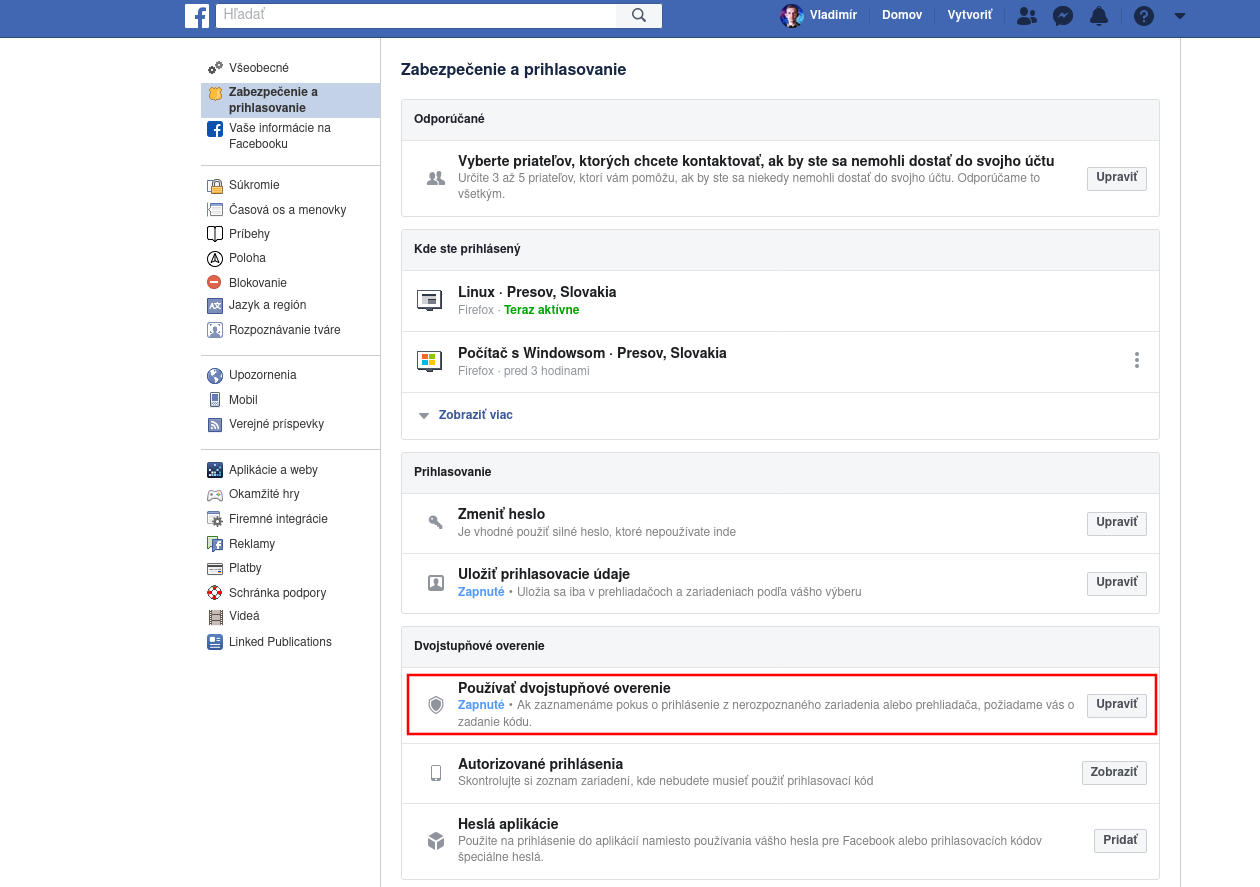 Hľadať
Vladimír
Domov
Vytvoriť
Všeobecné
Zabezpečenie a
prihlasovanie
Vaše informácie na
Facebooku
Súkromie
Časová os a menovky
Príbehy
Poloha
Blokovanie
Jazyk a región
Rozpoznávanie tváre
Upozornenia
Mobil
Verejné príspevky
Aplikácie a weby
Okamžité hry
Firemné integrácie
Reklamy
Platby
Schránka podpory
Videá
Linked Publications
Zabezpečenie a prihlasovanie
Odporúčané
Vyberte priateľov, ktorých chcete kontaktovať, ak by ste sa nemohli dostať do svojho účtu
Určite 3 až 5 priateľov, ktorí vám pomôžu, ak by ste sa niekedy nemohli dostať do svojho účtu. Odporúčame to
všetkým.
Upraviť
Kde ste prihlásený
Linux · Presov, Slovakia
Firefox · Teraz aktívne
Počítač s Windowsom · Presov, Slovakia
Firefox · pred 3 hodinami
Zobraziť viac
Prihlasovanie
Zmeniť heslo
Je vhodné použiť silné heslo, ktoré nepoužívate inde
Upraviť
Uložiť prihlasovacie údaje
Zapnuté • Uložia sa iba v prehliadačoch a zariadeniach podľa vášho výberu
Upraviť
Dvojstupňové overenie
Používať dvojstupňové overenie
Zapnuté • Ak zaznamenáme pokus o prihlásenie z nerozpoznaného zariadenia alebo prehliadača, požiadame vás o
zadanie kódu.
Upraviť
Autorizované prihlásenia
Skontrolujte si zoznam zariadení, kde nebudete musieť použiť prihlasovací kód
Zobraziť
Heslá aplikácie
Použite na prihlásenie do aplikácií namiesto používania vášho hesla pre Facebook alebo prihlasovacích kódov
špeciálne heslá.
Pridať